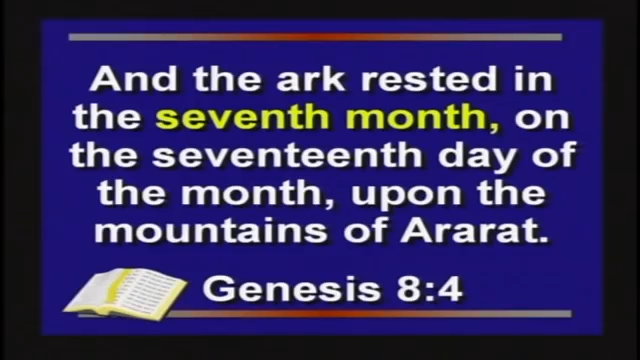 And the ark rested in
the seventh month, on
the seventeenth day of
the month, upon the
mountains of Ararat.
Genesis 8:4